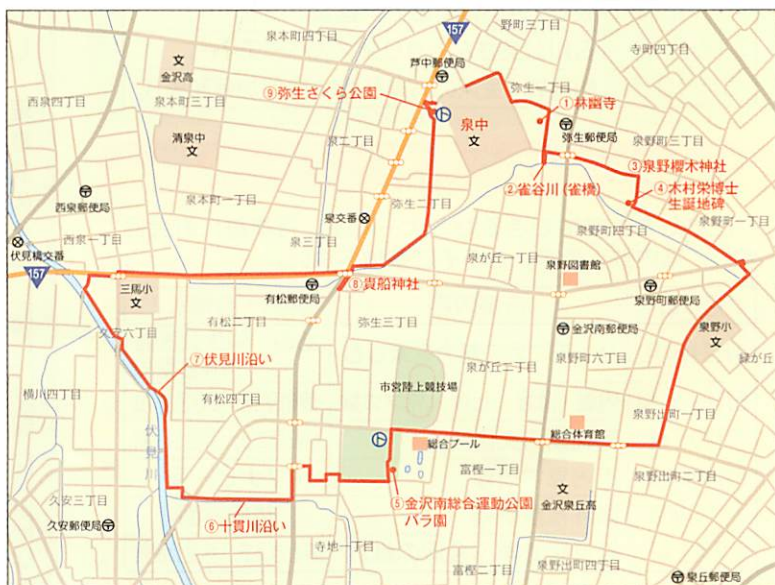 157
野町三丁目
泉本町四丁目
寺町四丁目
金沢高
芦中郵便局
弥生一丁目
①林幽寺
西泉四丁目
泉本町三丁目
⑨弥生さくら公園
泉二丁目
泉中
弥生郵便局
清泉中
泉野町三丁目
③泉野櫻木神社
②雀谷川(雀橋)
④木村栄博士
生誕地碑
西泉郵便局
泉本町一丁目
弥生二丁目
泉交番
泉野町四丁目
泉野町一丁目
西泉一丁目
泉三丁目
伏見橋交番
泉が丘一丁目
157
泉野図書館
三馬小
有松郵便局
⑧貴船神社
泉野町郵便局
久安六丁目
有松二丁目
弥生三丁目
金沢南郵便局
泉野小
緑が丘
泉が丘二丁目
泉野町六丁目
⑦伏見川沿い
横川四丁目
有松四丁目
市営陸上競技場
泉野出町一丁目
伏見川
総合プール
総合体育館
富樫一丁目
泉野出町二丁目
久安三丁目
⑤金沢南総合運動公園
バラ園
金沢泉丘高
久安郵便局
⑥十貫川沿い
寺地一丁目
富樫二丁目
泉野出町四丁目
泉丘郵便局